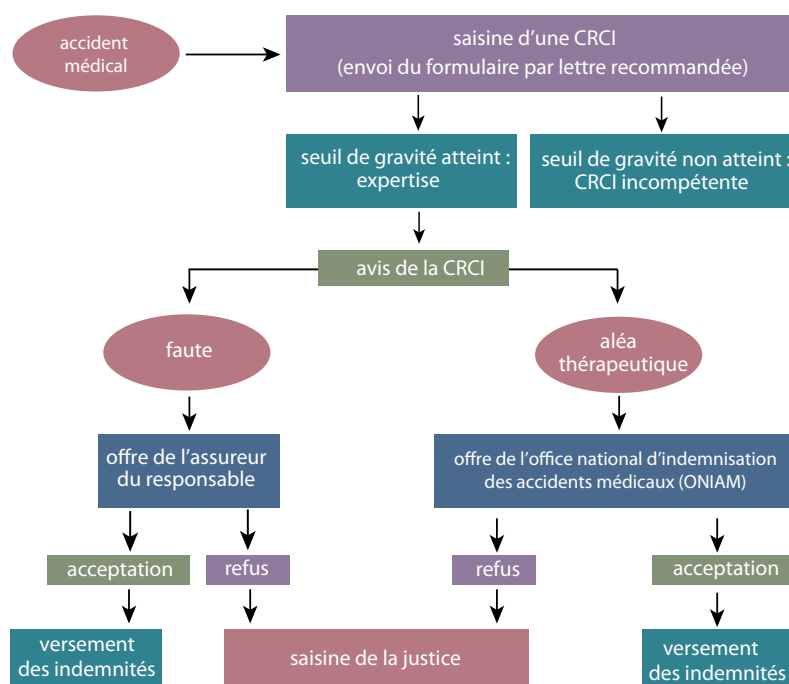 accident
médical
saisine d'une CRCI
(envoi du formulaire par lettre recommandée)
seuil de gravité atteint :
expertise
seuil de gravité non atteint :
CRCI incompétente
avis de la CRCI
faute
aléa
thérapeutique
offre de l'assureur
du responsable
offre de l'office national d'indemnisation
des accidents médicaux (ONIAM)
acceptation
refus
refus
acceptation
versement
des indemnités
saisine de la justice
versement
des indemnités